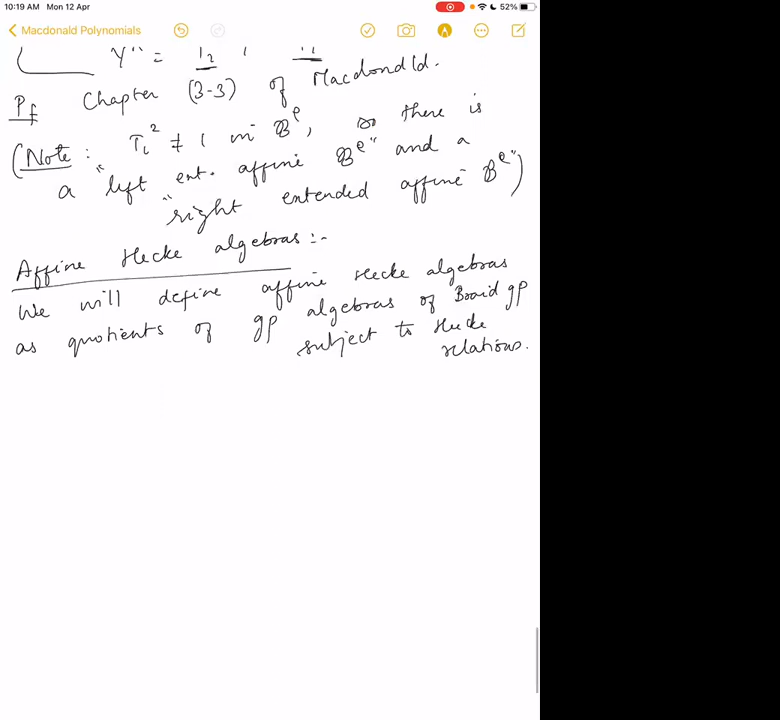 10:19 AM Mon 12 Apr
52%
Macdonald Polynomials
Y =
Pf Chapter (3-3) of Macdonald.
(Note: Tᵢ² ≠ 1 in 𝔅ᵉ, so there is
a "left ext. affine 𝔅ᵉ" and a
"right extended affine 𝔅ᵉ")
Affine Hecke algebras :-
We will define affine Hecke algebras
as quotients of gp algebras of Braid gp
subject to Hecke
relations.